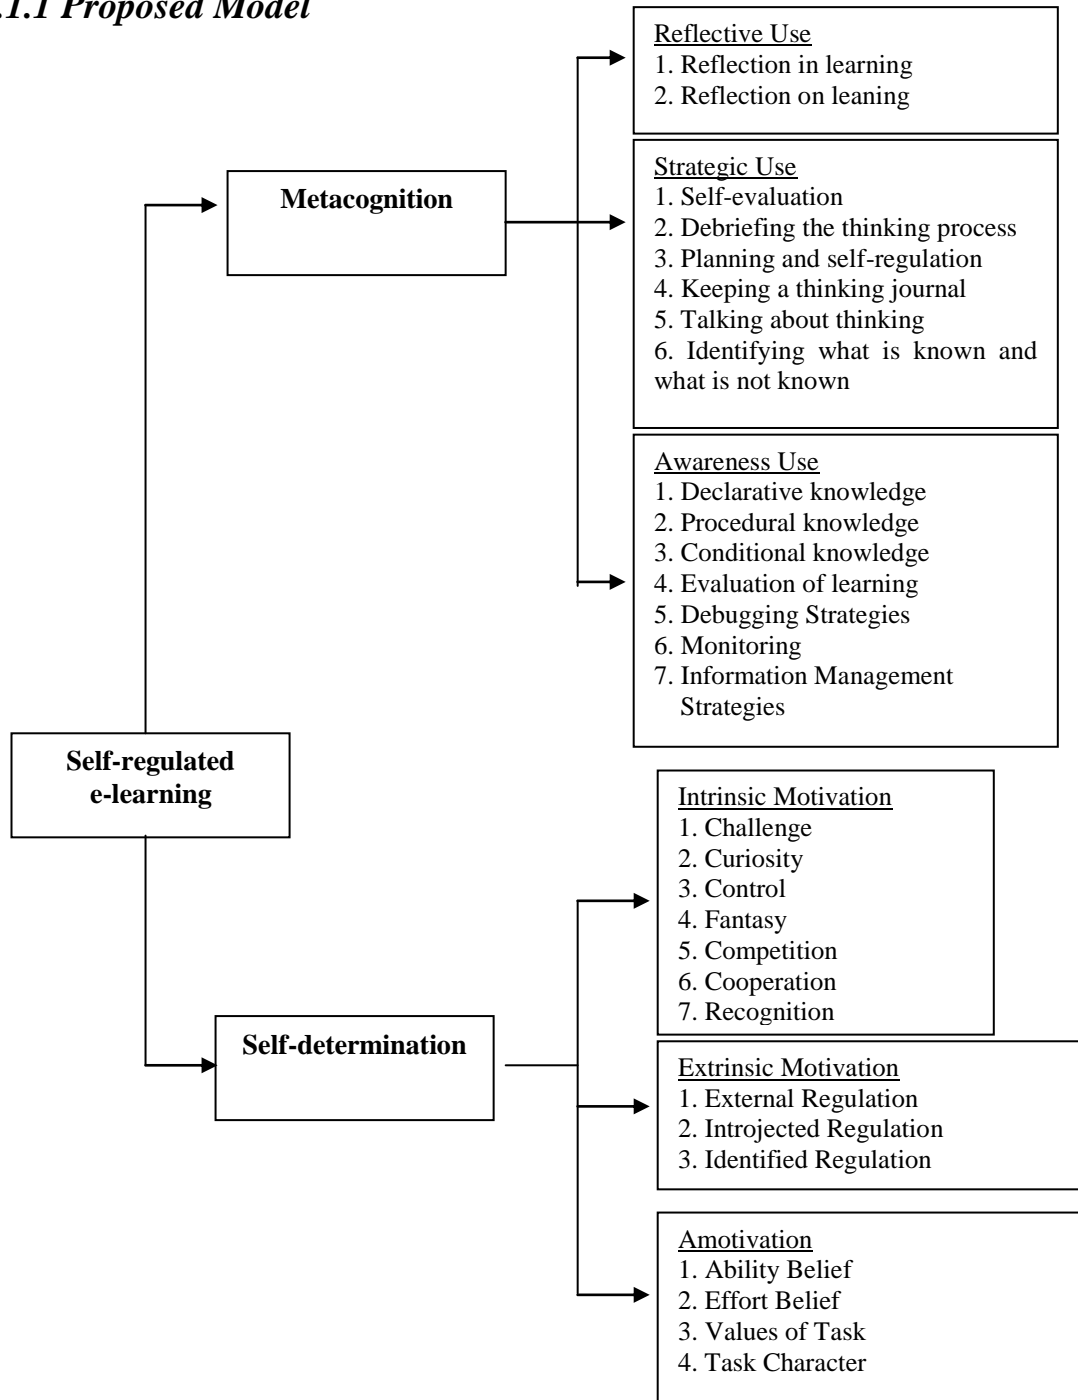 .1.1 Proposed Model
Reflective Use
1. Reflection in learning
2. Reflection on leaning
Metacognition
Strategic Use
1. Self-evaluation
2. Debriefing the thinking process
3. Planning and self-regulation
4. Keeping a thinking journal
5. Talking about thinking
6. Identifying what is known and
what is not known
Awareness Use
1. Declarative knowledge
2. Procedural knowledge
3. Conditional knowledge
4. Evaluation of learning
5. Debugging Strategies
6. Monitoring
7. Information Management
Strategies
Self-regulated
e-learning
Intrinsic Motivation
1. Challenge
2. Curiosity
3. Control
4. Fantasy
5. Competition
6. Cooperation
7. Recognition
Self-determination
Extrinsic Motivation
1. External Regulation
2. Introjected Regulation
3. Identified Regulation
Amotivation
1. Ability Belief
2. Effort Belief
3. Values of Task
4. Task Character